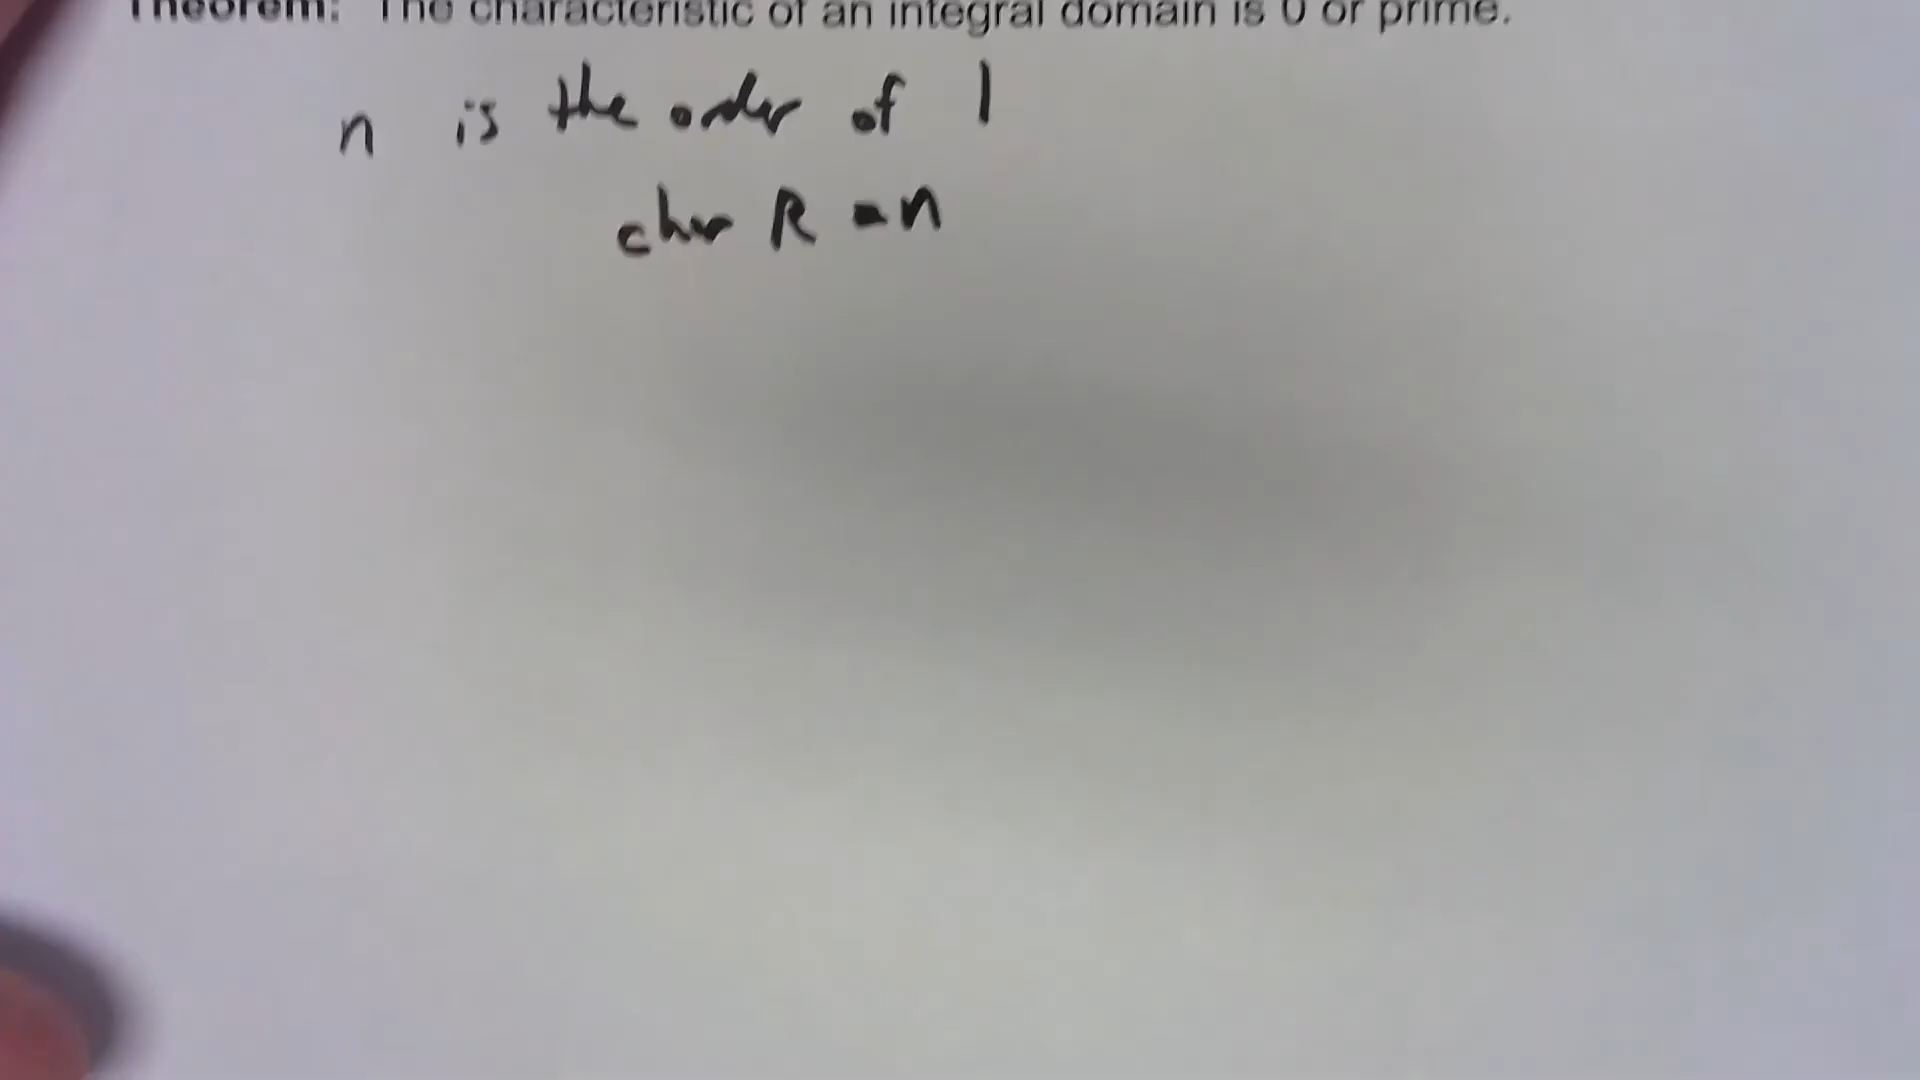 Theorem: The characteristic of an integral domain is 0 or prime.
n is the order of 1
char R = n